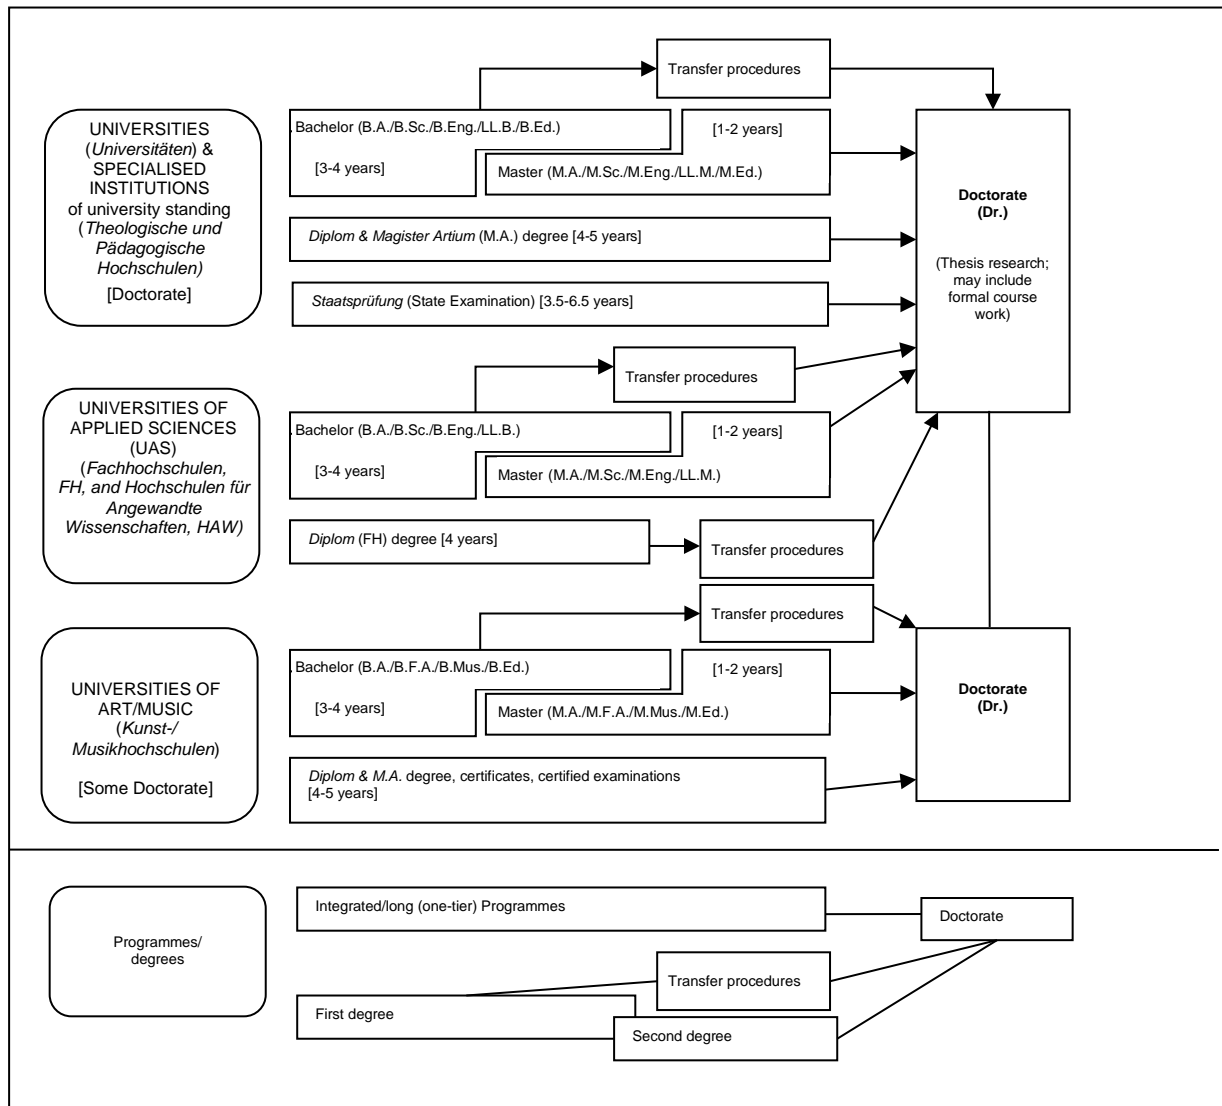 Transfer procedures
UNIVERSITIES
(Universitäten) &
SPECIALISED
INSTITUTIONS
of university standing
(Theologische und
Pädagogische
Hochschulen)
[Doctorate]
. Bachelor (B.A./B.Sc./B.Eng./LL.B./B.Ed.)
[1-2 years]
[3-4 years]
Master (M.A./M.Sc./M.Eng./LL.M./M.Ed.)
Diplom & Magister Artium (M.A.) degree [4-5 years]
Staatsprüfung (State Examination) [3.5-6.5 years]
Doctorate
(Dr.)
(Thesis research;
may include
formal course
work)
Transfer procedures
UNIVERSITIES OF
APPLIED SCIENCES
(UAS)
(Fachhochschulen,
FH, and Hochschulen für
Angewandte
Wissenschaften, HAW)
. Bachelor (B.A./B.Sc./B.Eng./LL.B.)
[1-2 years]
[3-4 years]
Master (M.A./M.Sc./M.Eng./LL.M.)
Diplom (FH) degree [4 years]
Transfer procedures
Transfer procedures
UNIVERSITIES OF
ART/MUSIC
(Kunst-/
Musikhochschulen)
[Some Doctorate]
. Bachelor (B.A./B.F.A./B.Mus./B.Ed.)
[1-2 years]
[3-4 years]
Master (M.A./M.F.A./M.Mus./M.Ed.)
Diplom & M.A. degree, certificates, certified examinations
[4-5 years]
Doctorate
(Dr.)
Programmes/
degrees
Integrated/long (one-tier) Programmes
Doctorate
Transfer procedures
First degree
Second degree